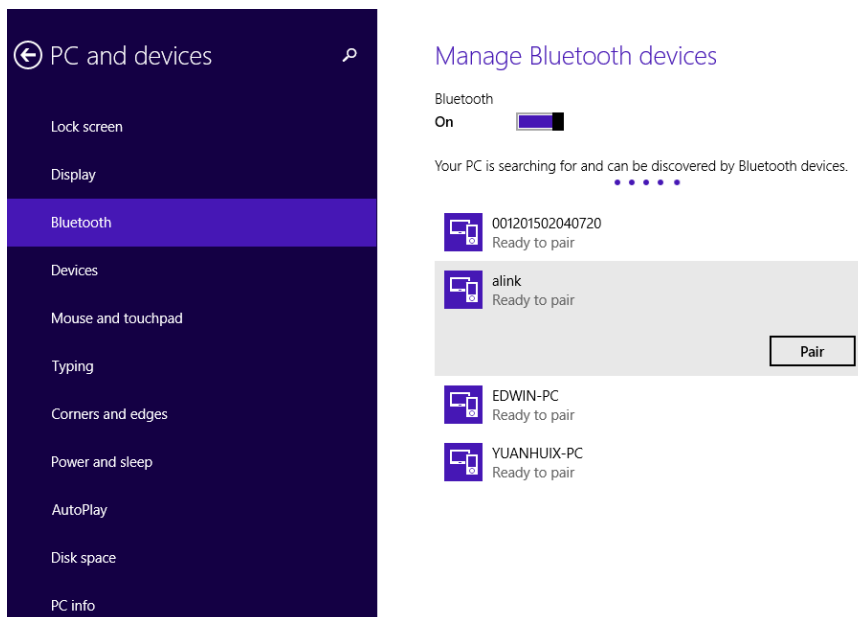 PC and devices
Lock screen
Display
Bluetooth
Devices
Mouse and touchpad
Typing
Corners and edges
Power and sleep
AutoPlay
Disk space
PC info
Manage Bluetooth devices
Bluetooth
On
Your PC is searching for and can be discovered by Bluetooth devices.
001201502040720
Ready to pair
alink
Ready to pair
Pair
EDWIN-PC
Ready to pair
YUANHUIX-PC
Ready to pair